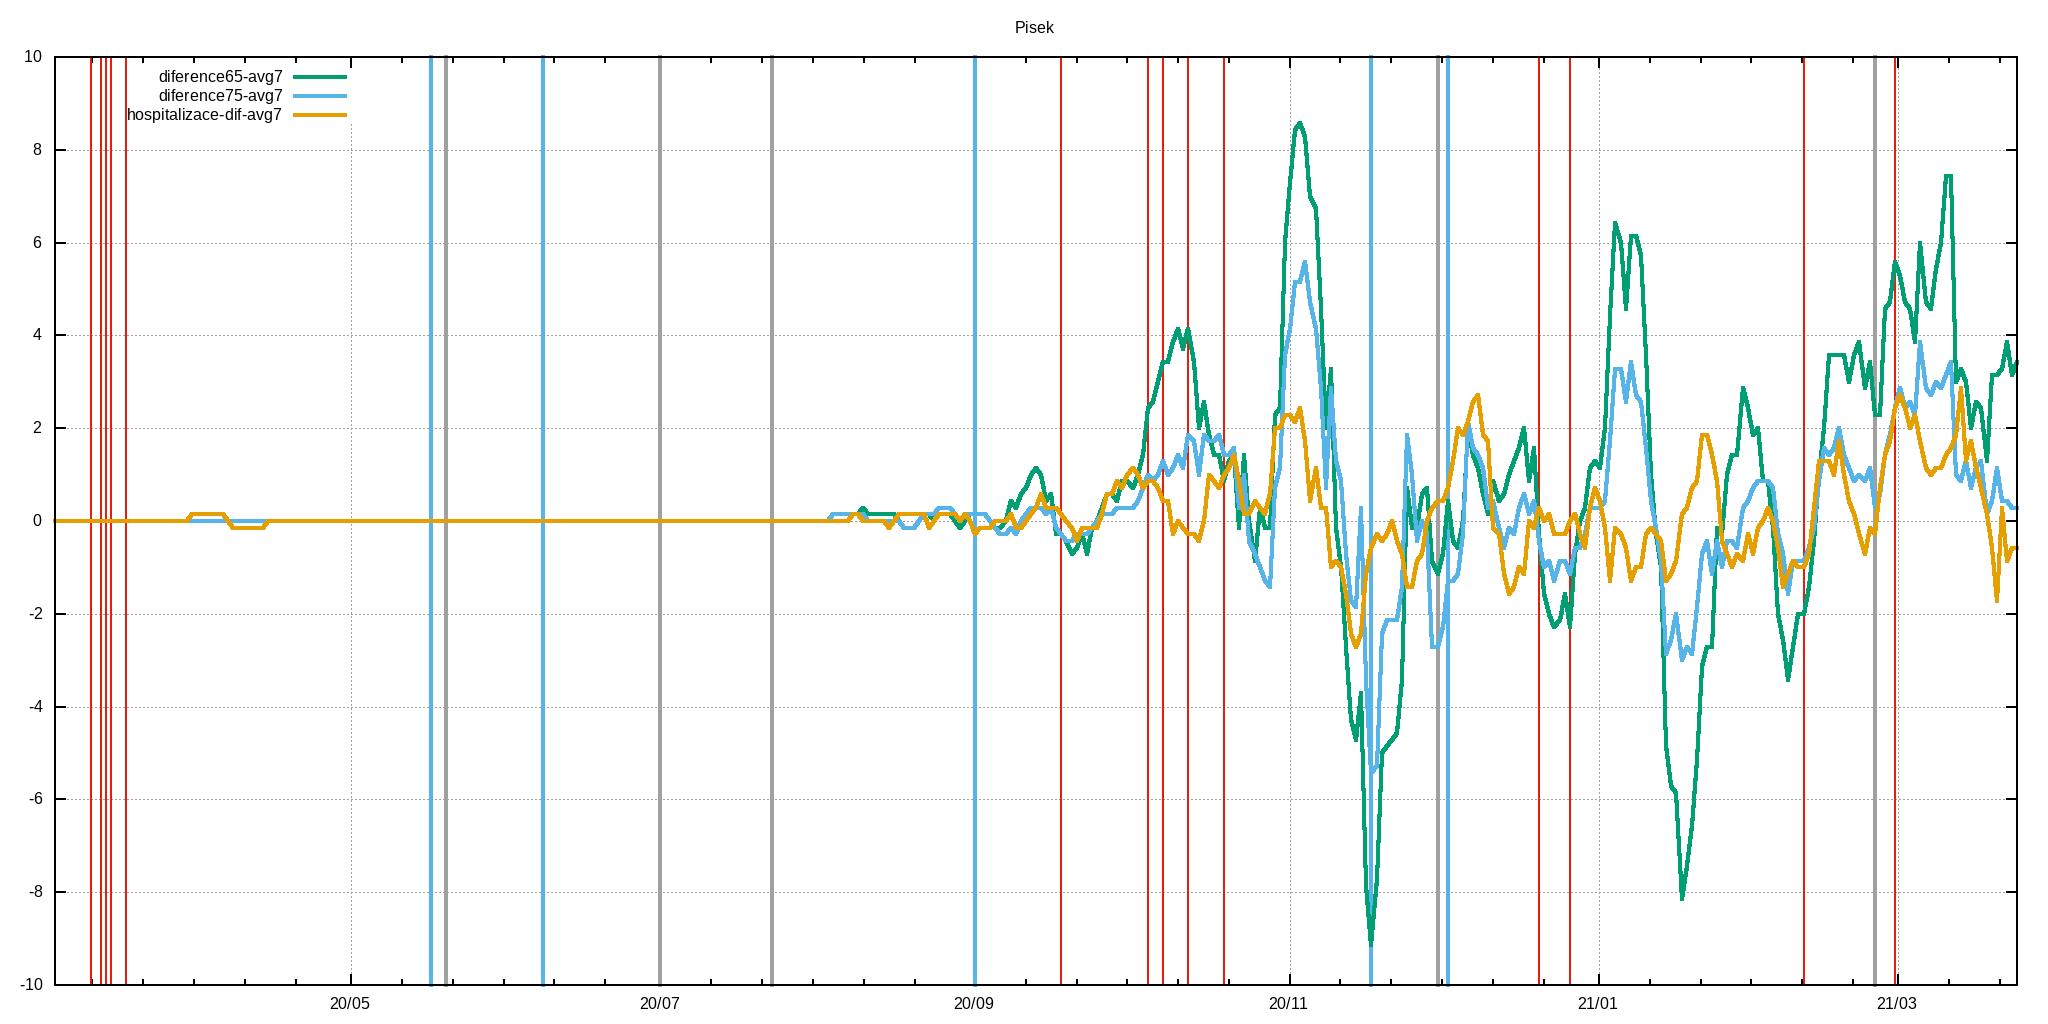 Pisek
diference65-avg7
diference75-avg7
hospitalizace-dif-avg7
10
8
6
4
2
0
-2
-4
-6
-8
-10
20/05 20/07 20/09 20/11 21/01 21/03